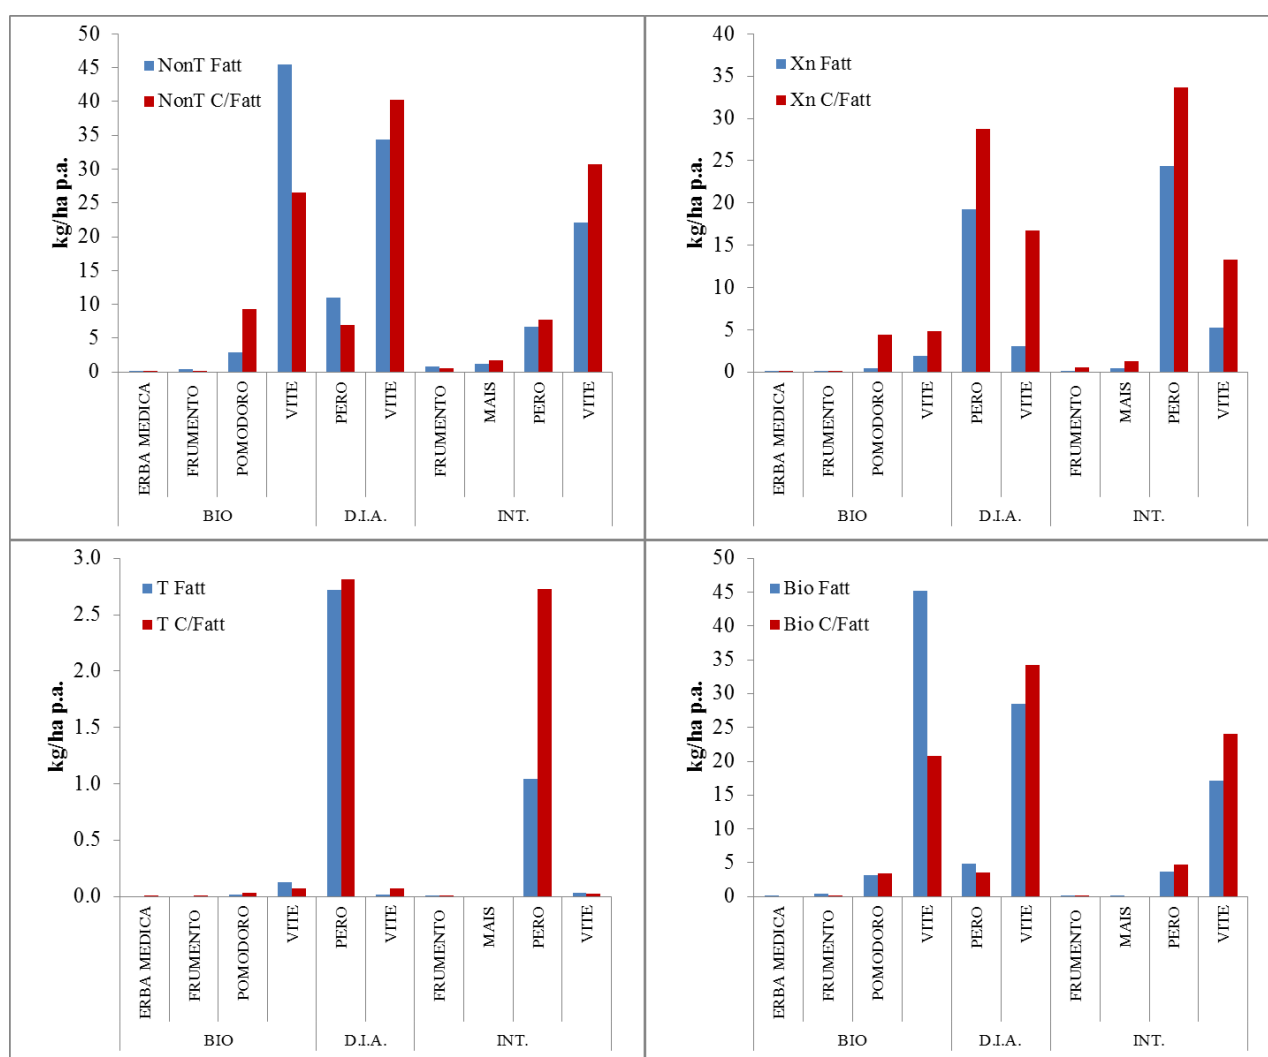 50
45
40
35
30
25
20
15
10
5
0
kg/ha p.a.
NonT Fatt
NonT C/Fatt
ERBA MEDICA
FRUMENTO
POMODORO
VITE
PERO
VITE
FRUMENTO
MAIS
PERO
VITE
BIO
D.I.A.
INT.
40
35
30
25
20
15
10
5
0
kg/ha p.a.
Xn Fatt
Xn C/Fatt
ERBA MEDICA
FRUMENTO
POMODORO
VITE
PERO
VITE
FRUMENTO
MAIS
PERO
VITE
BIO
D.I.A.
INT.
3.0
2.5
2.0
1.5
1.0
0.5
0.0
kg/ha p.a.
T Fatt
T C/Fatt
ERBA MEDICA
FRUMENTO
POMODORO
VITE
PERO
VITE
FRUMENTO
MAIS
PERO
VITE
BIO
D.I.A.
INT.
50
45
40
35
30
25
20
15
10
5
0
kg/ha p.a.
Bio Fatt
Bio C/Fatt
ERBA MEDICA
FRUMENTO
POMODORO
VITE
PERO
VITE
FRUMENTO
MAIS
PERO
VITE
BIO
D.I.A.
INT.